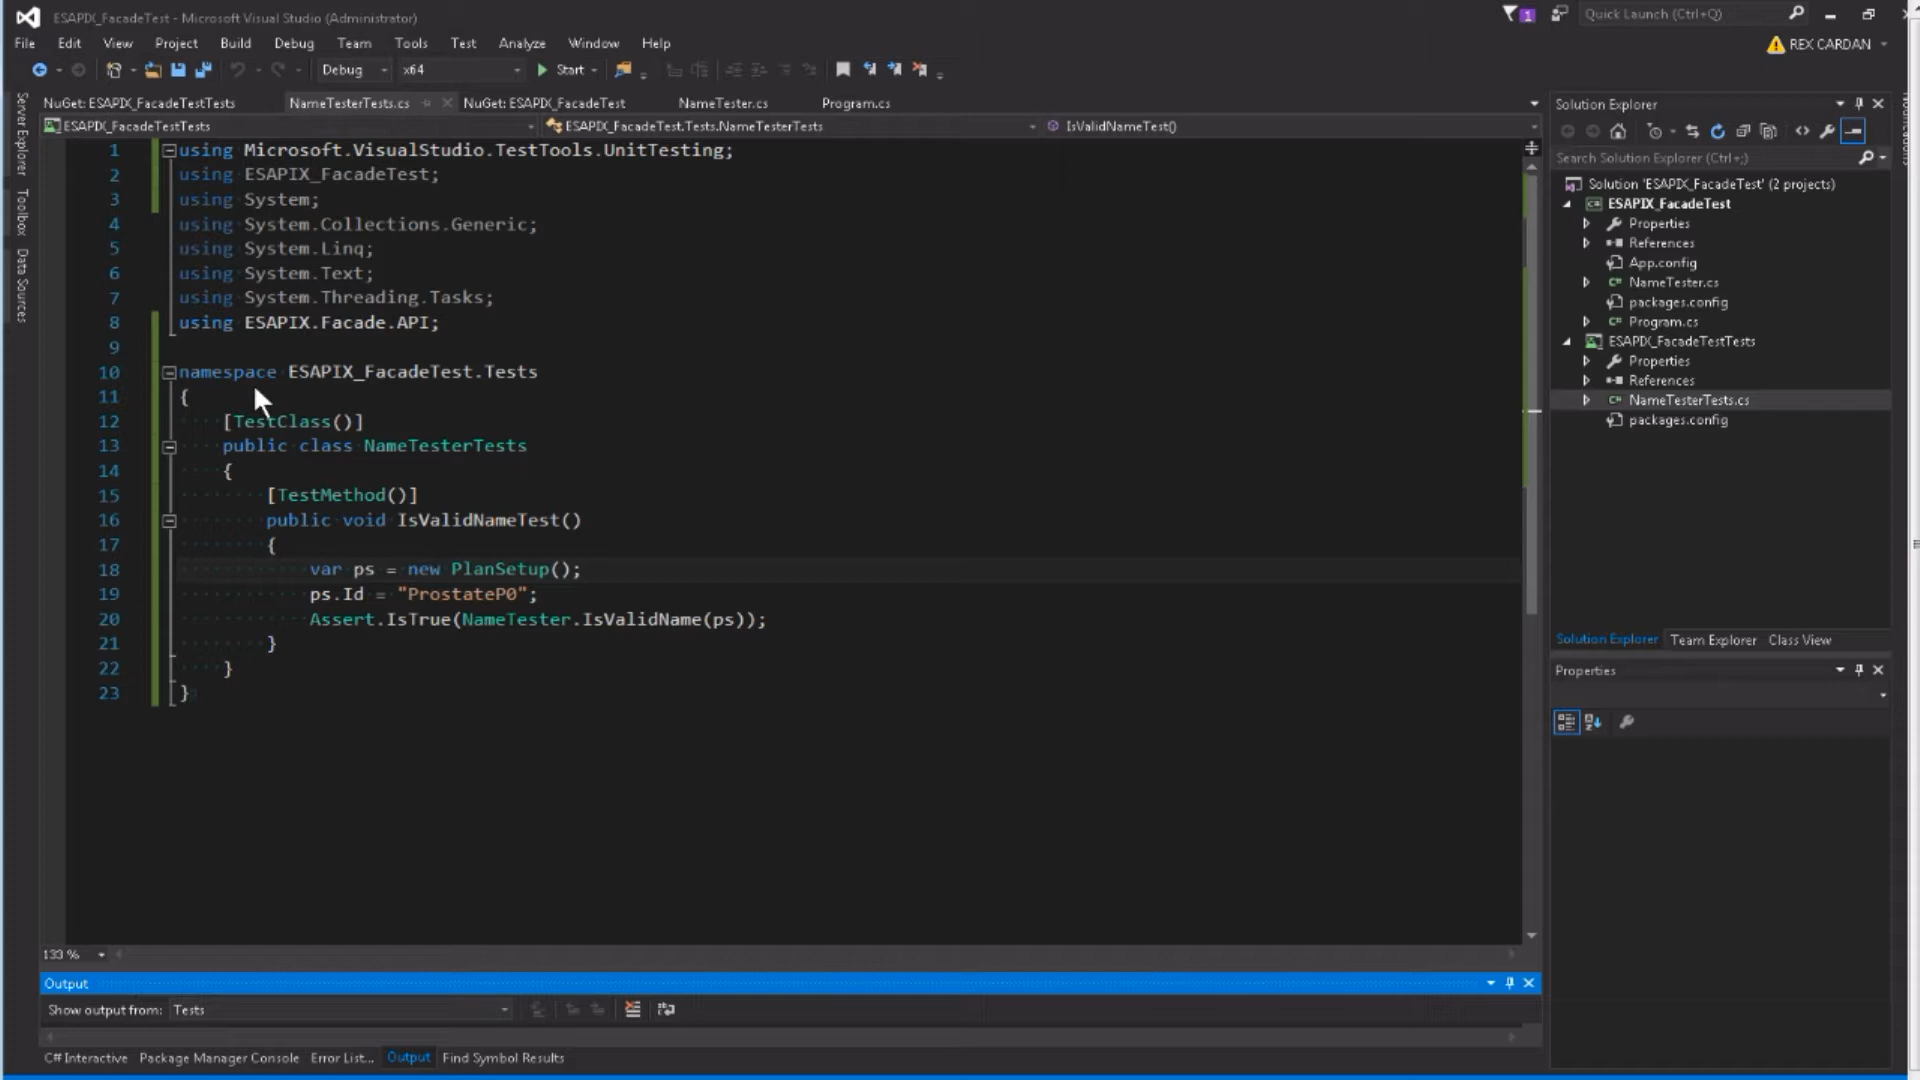 ESAPIX_FacadeTest - Microsoft Visual Studio (Administrator)
1
Quick Launch (Ctrl+Q)
File Edit View Project Build Debug Team Tools Test Analyze Window Help
REX CARDAN
Debug x64 Start
Server Explorer
Toolbox
Data Sources
NuGet: ESAPIX_FacadeTestTests NameTesterTests.cs NuGet: ESAPIX_FacadeTest NameTester.cs Program.cs
ESAPIX_FacadeTestTests ESAPIX_FacadeTest.Tests.NameTesterTests IsValidNameTest()
1 using Microsoft.VisualStudio.TestTools.UnitTesting;
2 using ESAPIX_FacadeTest;
3 using System;
4 using System.Collections.Generic;
5 using System.Linq;
6 using System.Text;
7 using System.Threading.Tasks;
8 using ESAPIX.Facade.API;
9
10 namespace ESAPIX_FacadeTest.Tests
11 {
12 [TestClass()]
13 public class NameTesterTests
14 {
15 [TestMethod()]
16 public void IsValidNameTest()
17 {
18 var ps = new PlanSetup();
19 ps.Id = "ProstateP0";
20 Assert.IsTrue(NameTester.IsValidName(ps));
21 }
22 }
23 }
133 %
Output
Show output from: Tests
C# Interactive Package Manager Console Error List... Output Find Symbol Results
Solution Explorer
Search Solution Explorer (Ctrl+;)
Solution 'ESAPIX_FacadeTest' (2 projects)
ESAPIX_FacadeTest
Properties
References
App.config
NameTester.cs
packages.config
Program.cs
ESAPIX_FacadeTestTests
Properties
References
NameTesterTests.cs
packages.config
Solution Explorer Team Explorer Class View
Properties